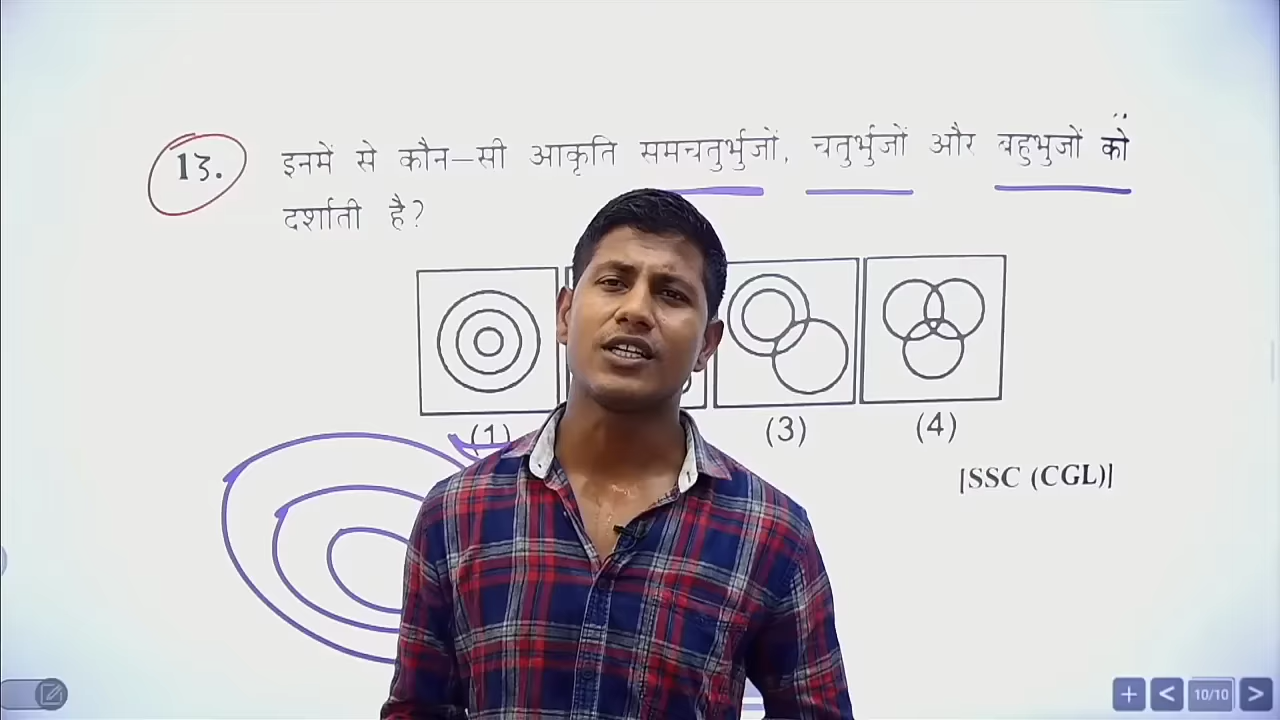 13. इनमें से कौन–सी आकृति समचतुर्भुजों, चतुर्भुजों और बहुभुजों को
दर्शाती है?
(1) (3) (4)
[SSC (CGL)]
10/10